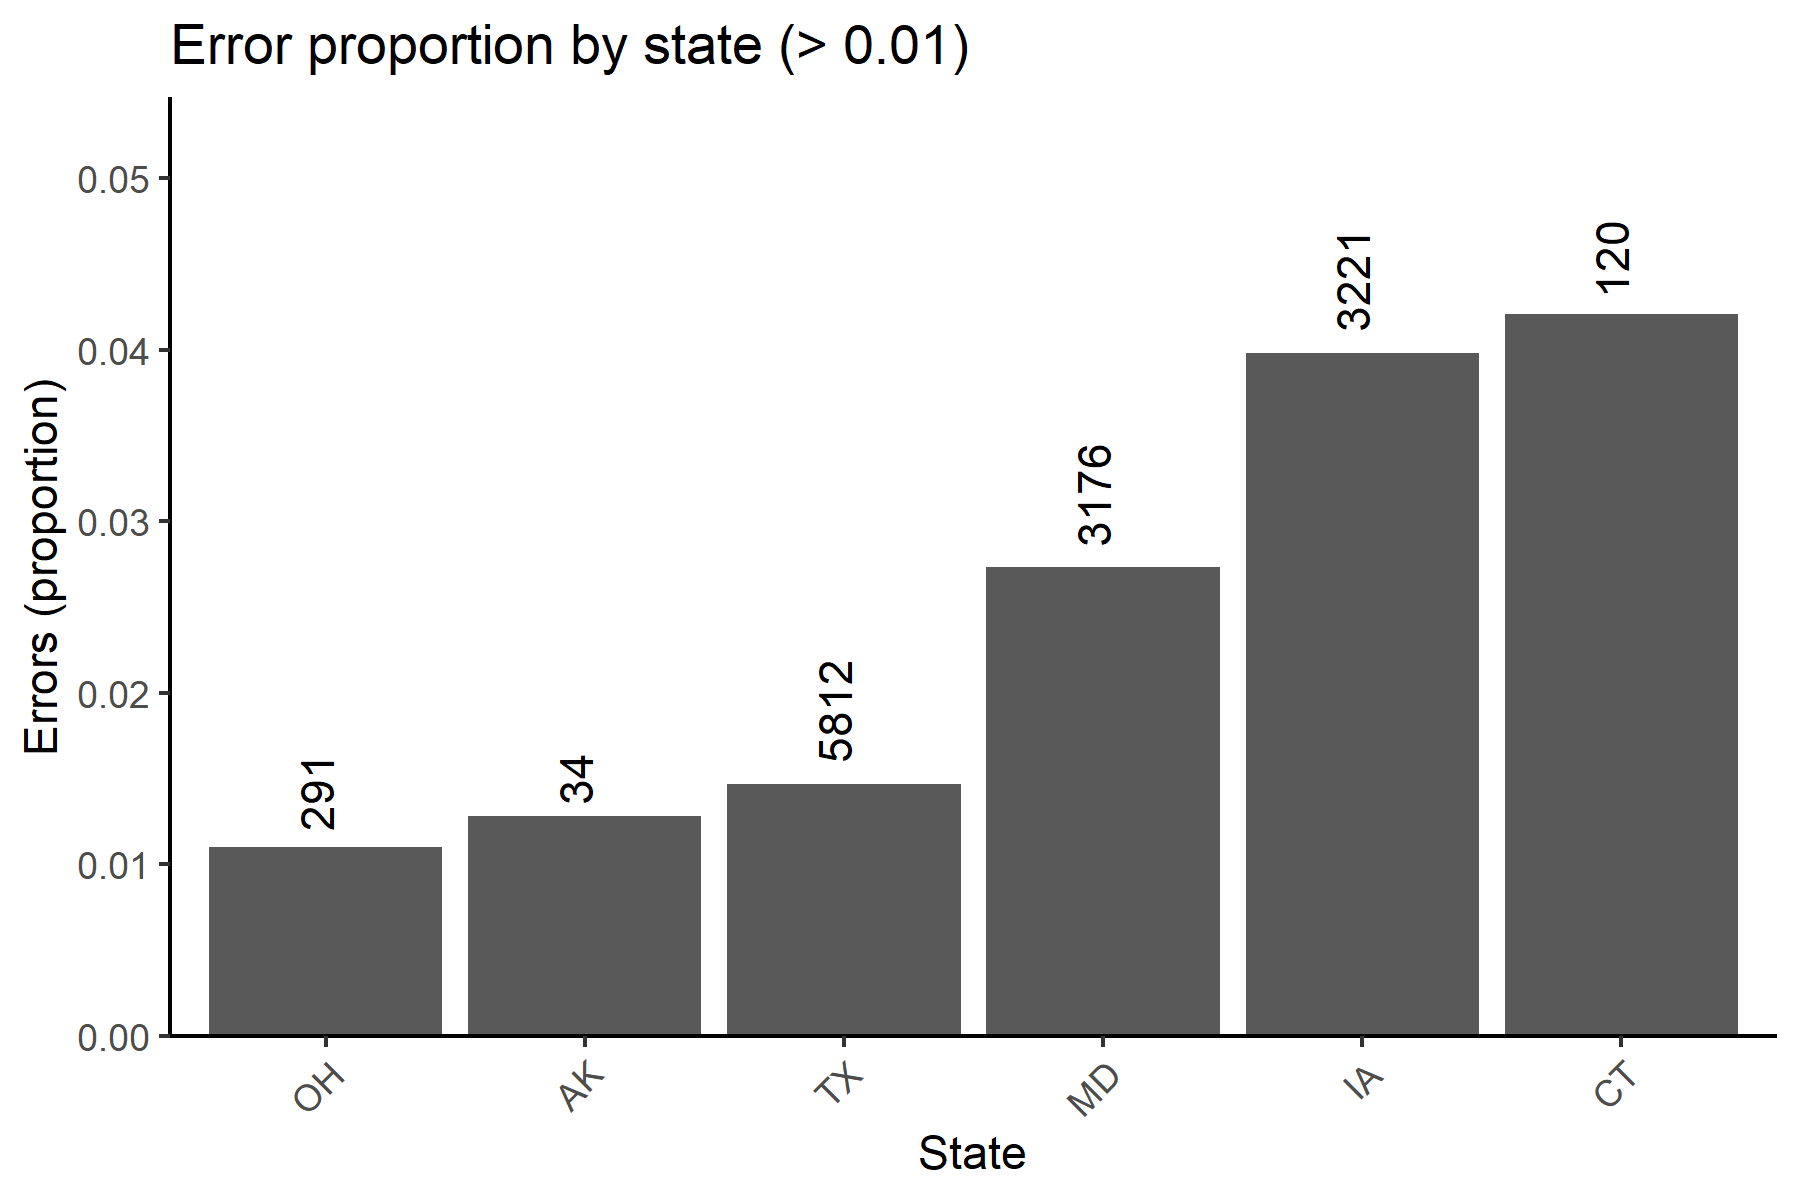 Error proportion by state (> 0.01)
Errors (proportion)
0.05
0.04
0.03
0.02
0.01
0.00
291
34
5812
3176
3221
120
OH
AK
TX
MD
IA
CT
State